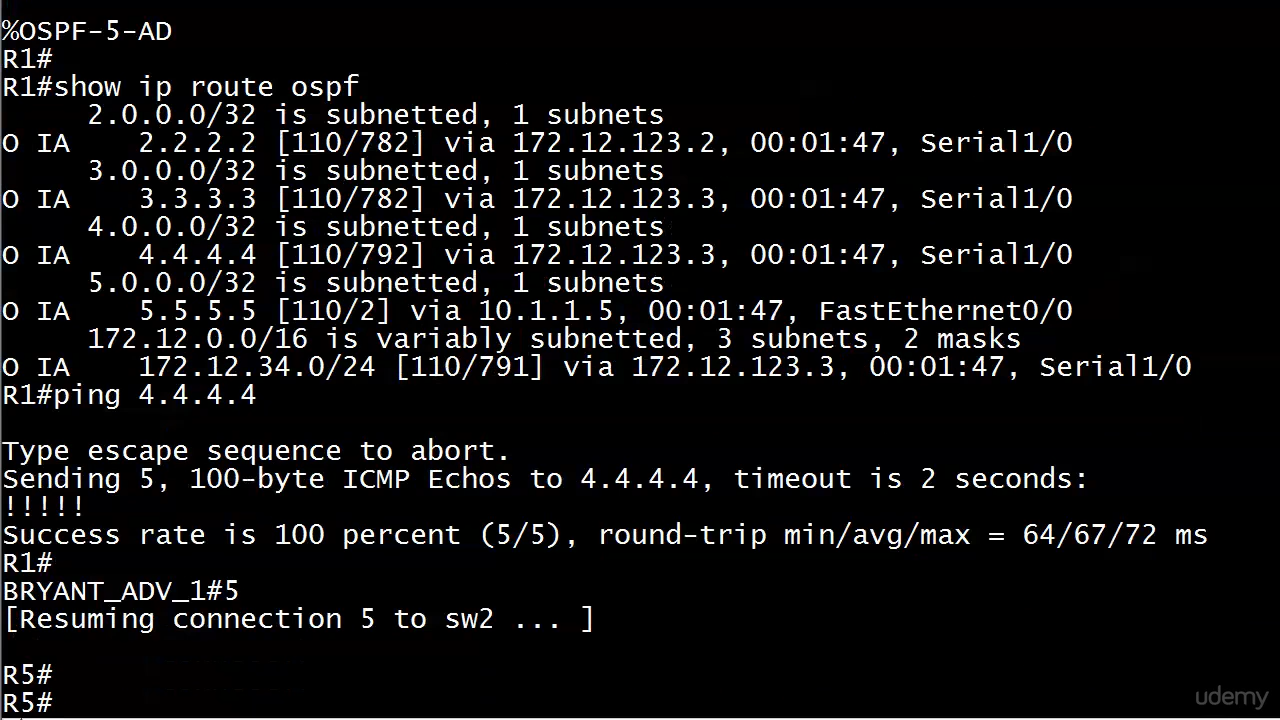 %OSPF-5-AD
R1#
R1#show ip route ospf
     2.0.0.0/32 is subnetted, 1 subnets
O IA    2.2.2.2 [110/782] via 172.12.123.2, 00:01:47, Serial1/0
     3.0.0.0/32 is subnetted, 1 subnets
O IA    3.3.3.3 [110/782] via 172.12.123.3, 00:01:47, Serial1/0
     4.0.0.0/32 is subnetted, 1 subnets
O IA    4.4.4.4 [110/792] via 172.12.123.3, 00:01:47, Serial1/0
     5.0.0.0/32 is subnetted, 1 subnets
O IA    5.5.5.5 [110/2] via 10.1.1.5, 00:01:47, FastEthernet0/0
     172.12.0.0/16 is variably subnetted, 3 subnets, 2 masks
O IA    172.12.34.0/24 [110/791] via 172.12.123.3, 00:01:47, Serial1/0
R1#ping 4.4.4.4
Type escape sequence to abort.
Sending 5, 100-byte ICMP Echos to 4.4.4.4, timeout is 2 seconds:
!!!!!
Success rate is 100 percent (5/5), round-trip min/avg/max = 64/67/72 ms
R1#
BRYANT_ADV_1#5
[Resuming connection 5 to sw2 ... ]
R5#
R5#
udemy